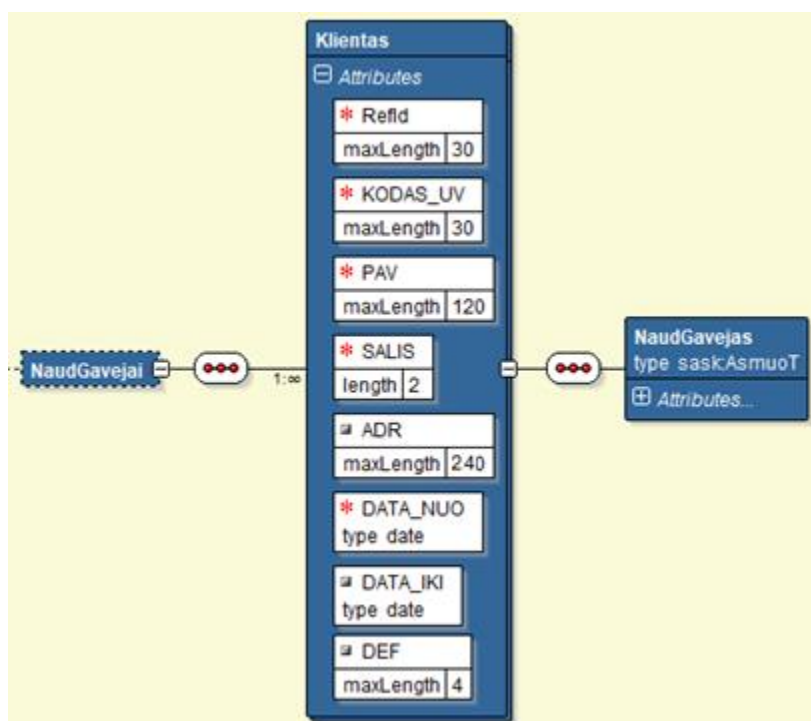 Klientas
Attributes
RefId
maxLength 30
KODAS_UV
maxLength 30
PAV
maxLength 120
SALIS
length 2
ADR
maxLength 240
DATA_NUO
type date
DATA_IKI
type date
DEF
maxLength 4
NaudGavejai
1:∞
NaudGavejas
type sask:AsmuoT
Attributes...